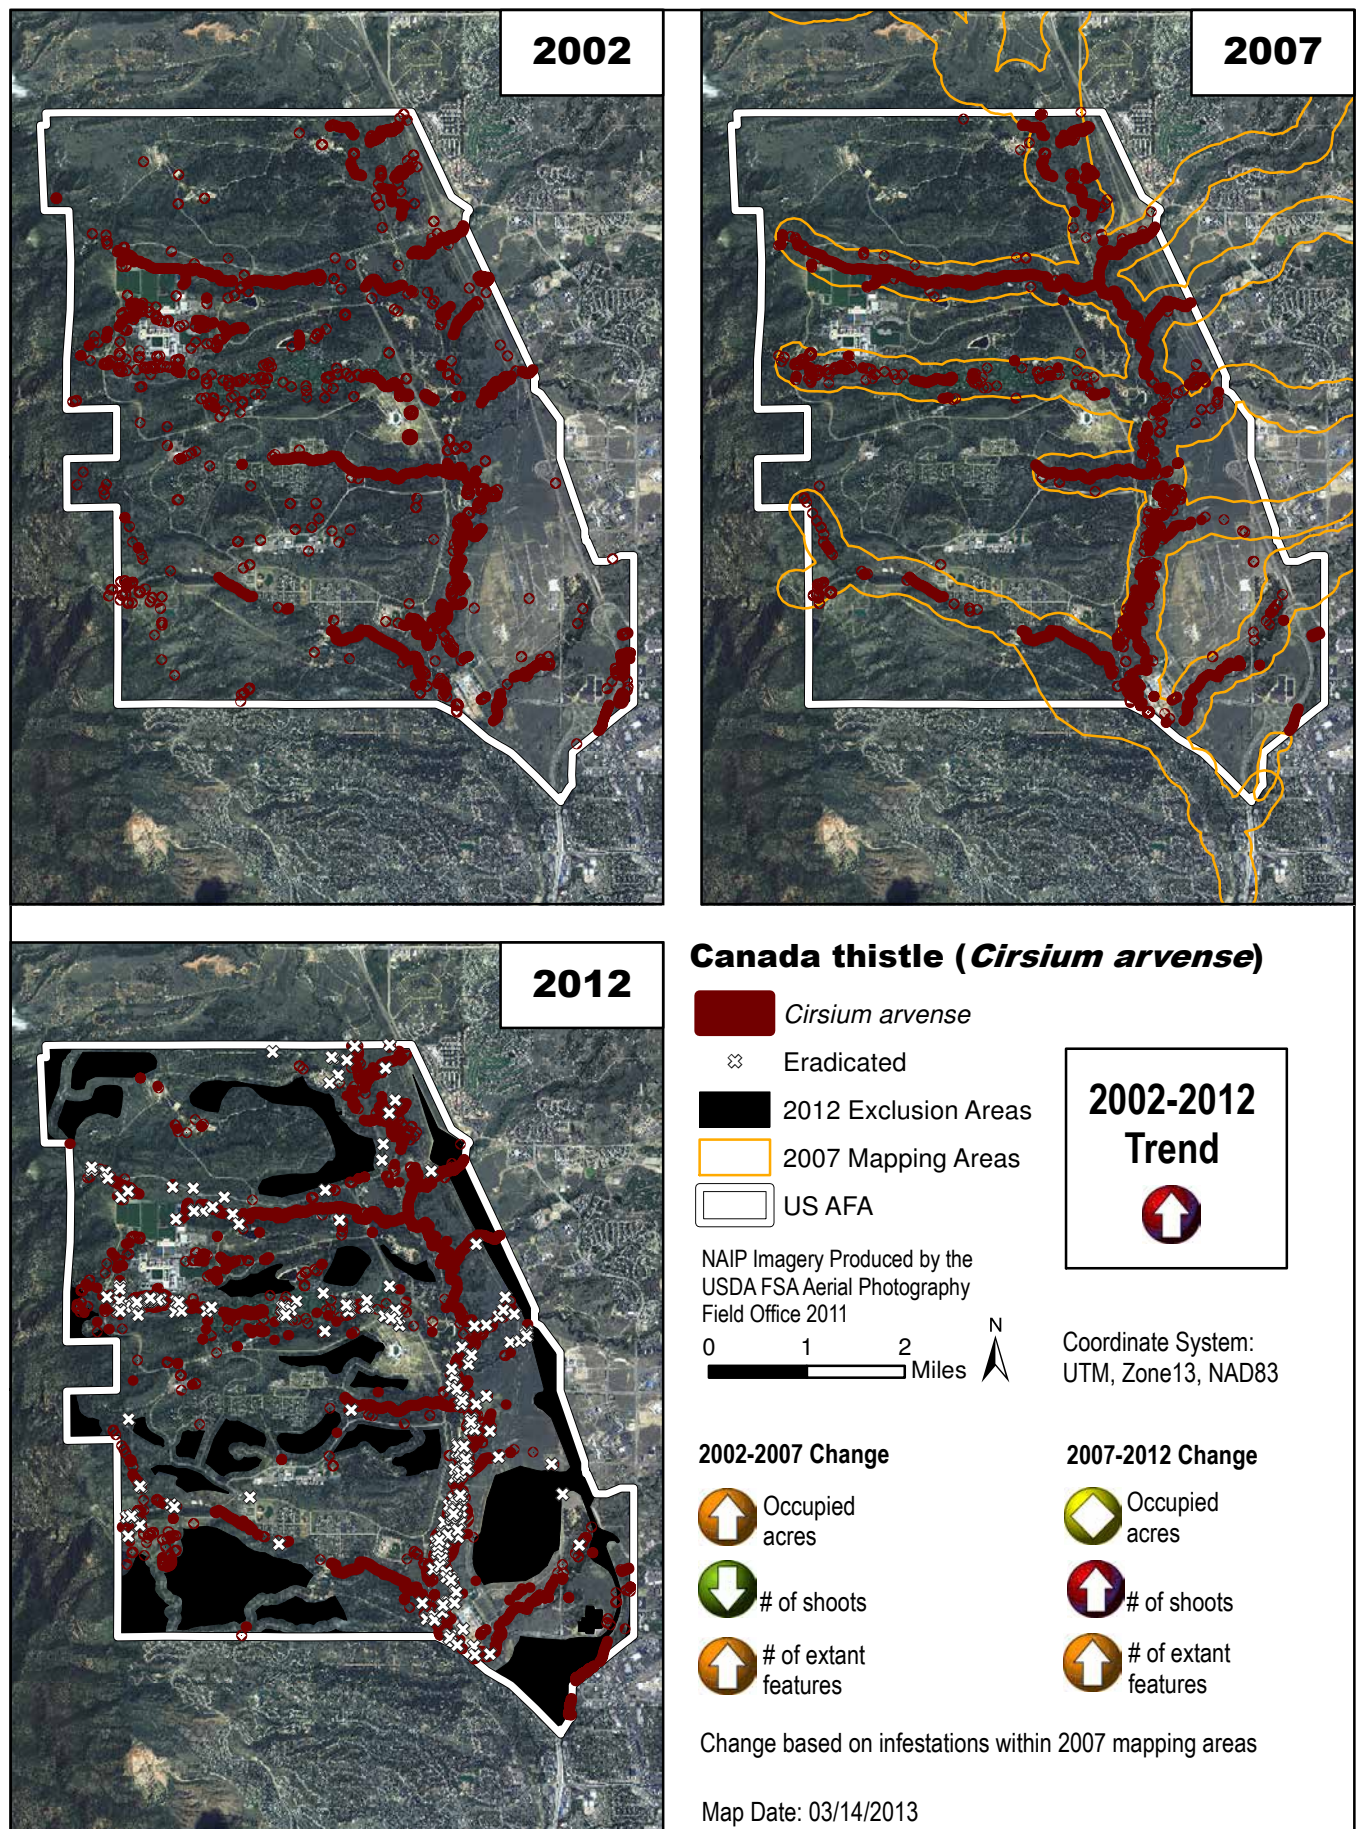 2002
2007
2012
Canada thistle (Cirsium arvense)
Cirsium arvense
Eradicated
2012 Exclusion Areas
2007 Mapping Areas
US AFA
2002-2012
Trend
NAIP Imagery Produced by the
USDA FSA Aerial Photography
Field Office 2011
0 1 2
Miles
N
Coordinate System:
UTM, Zone13, NAD83
2002-2007 Change
Occupied
acres
# of shoots
# of extant
features
2007-2012 Change
Occupied
acres
# of shoots
# of extant
features
Change based on infestations within 2007 mapping areas
Map Date: 03/14/2013